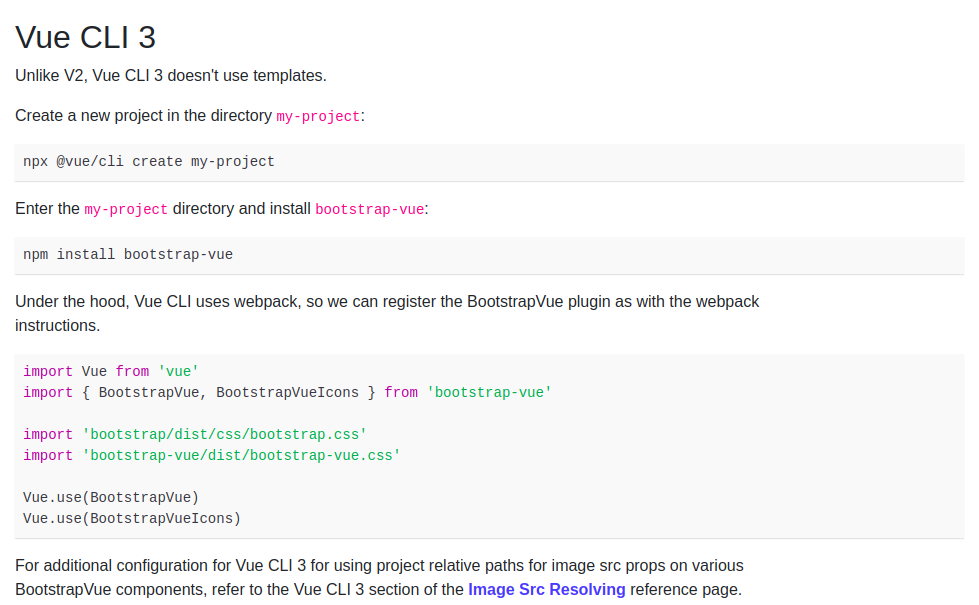 Vue CLI 3
Unlike V2, Vue CLI 3 doesn't use templates.
Create a new project in the directory my-project:
npx @vue/cli create my-project
Enter the my-project directory and install bootstrap-vue:
npm install bootstrap-vue
Under the hood, Vue CLI uses webpack, so we can register the BootstrapVue plugin as with the webpack
instructions.
import Vue from 'vue'
import { BootstrapVue, BootstrapVueIcons } from 'bootstrap-vue'
import 'bootstrap/dist/css/bootstrap.css'
import 'bootstrap-vue/dist/bootstrap-vue.css'
Vue.use(BootstrapVue)
Vue.use(BootstrapVueIcons)
For additional configuration for Vue CLI 3 for using project relative paths for image src props on various
BootstrapVue components, refer to the Vue CLI 3 section of the Image Src Resolving reference page.